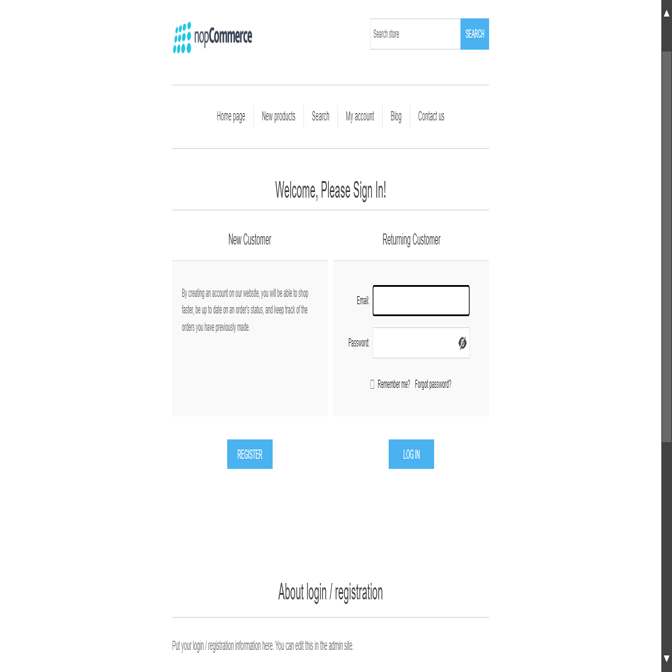 nopCommerce
Search store
SEARCH
Home page
New products
Search
My account
Blog
Contact us
Welcome, Please Sign In!
New Customer
By creating an account on our website, you will be able to shop
faster, be up to date on an order's status, and keep track of the
orders you have previously made.
REGISTER
Returning Customer
Email:
Password:
Remember me?
Forgot password?
LOG IN
About login / registration
Put your login / registration information here. You can edit this in the admin site.